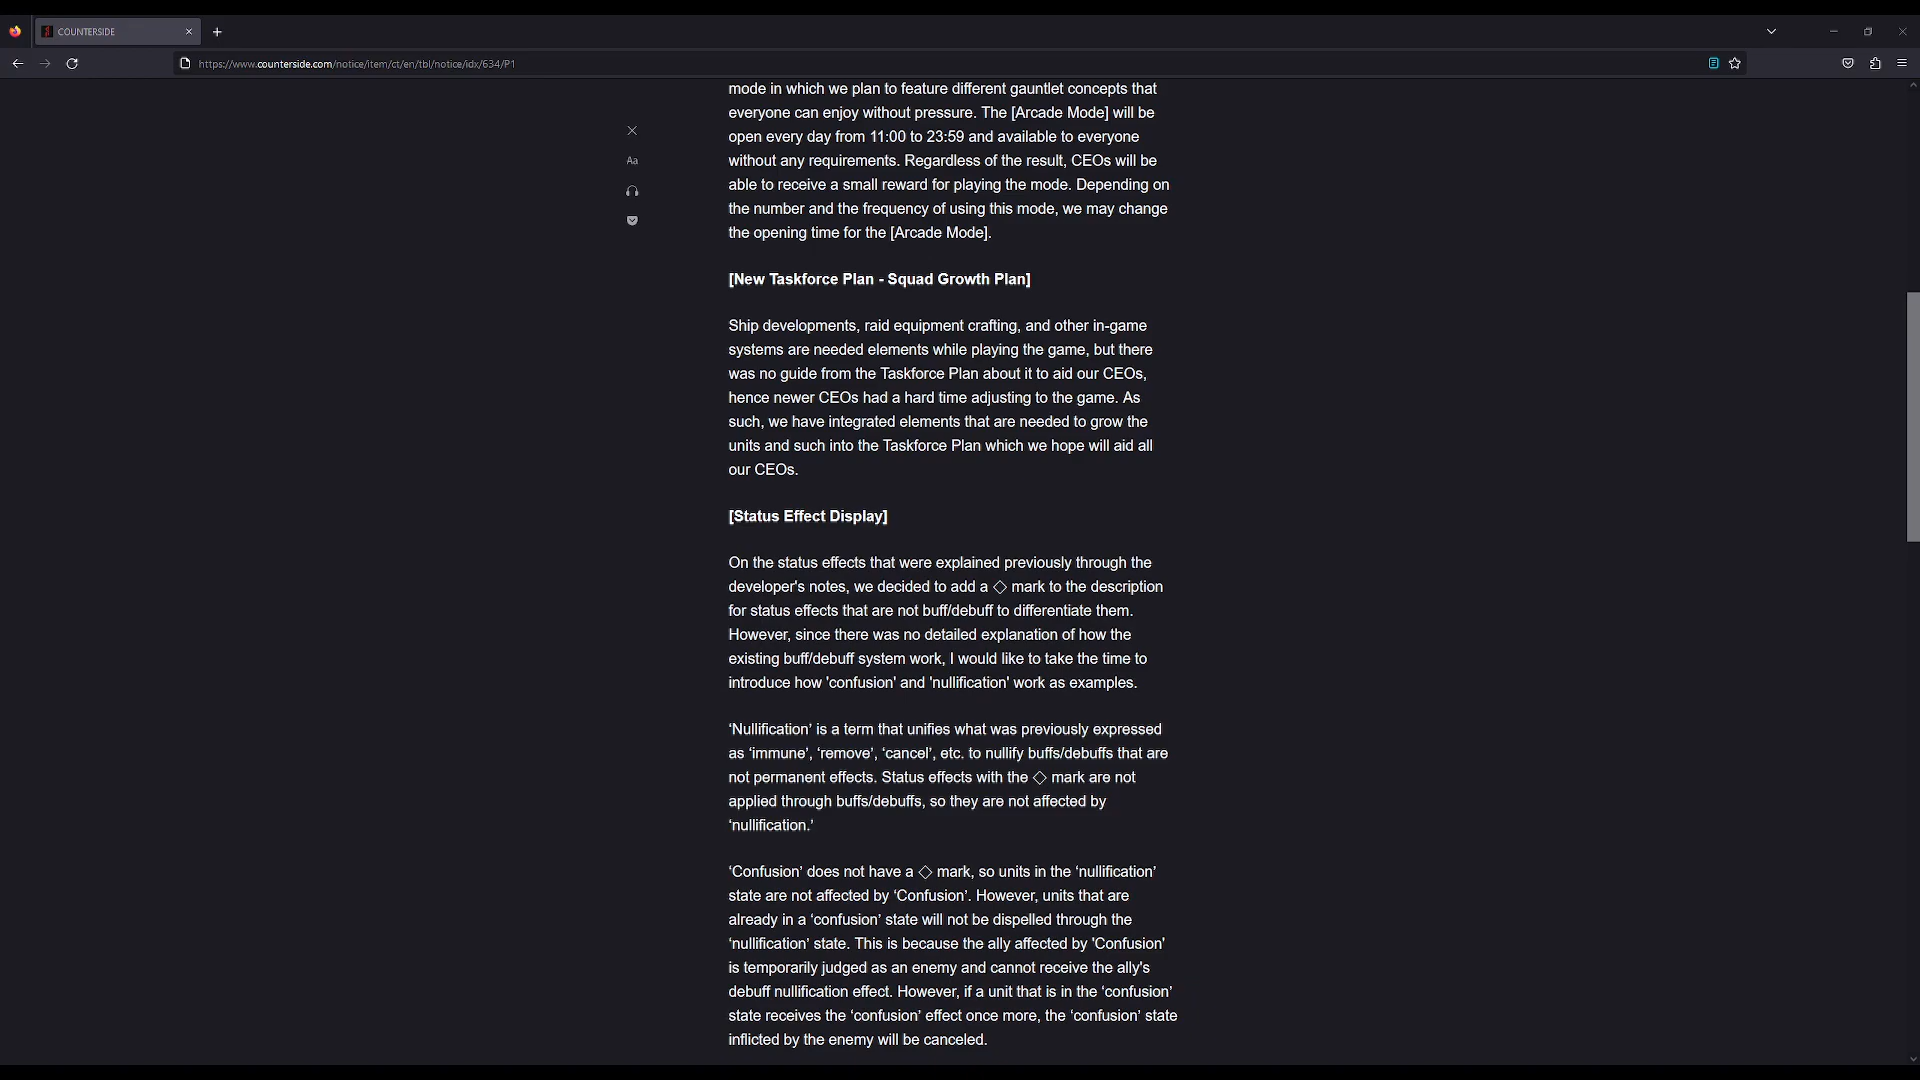 COUNTERSIDE
https://www.counterside.com/notice/item/ct/en/tbl/notice/idx/634/P1
mode in which we plan to feature different gauntlet concepts that
everyone can enjoy without pressure. The [Arcade Mode] will be
open every day from 11:00 to 23:59 and available to everyone
without any requirements. Regardless of the result, CEOs will be
able to receive a small reward for playing the mode. Depending on
the number and the frequency of using this mode, we may change
the opening time for the [Arcade Mode].
Aa
[New Taskforce Plan - Squad Growth Plan]
Ship developments, raid equipment crafting, and other in-game
systems are needed elements while playing the game, but there
was no guide from the Taskforce Plan about it to aid our CEOs,
hence newer CEOs had a hard time adjusting to the game. As
such, we have integrated elements that are needed to grow the
units and such into the Taskforce Plan which we hope will aid all
our CEOs.
[Status Effect Display]
On the status effects that were explained previously through the
developer's notes, we decided to add a ◇ mark to the description
for status effects that are not buff/debuff to differentiate them.
However, since there was no detailed explanation of how the
existing buff/debuff system work, I would like to take the time to
introduce how 'confusion' and 'nullification' work as examples.
‘Nullification’ is a term that unifies what was previously expressed
as ‘immune’, ‘remove’, ‘cancel’, etc. to nullify buffs/debuffs that are
not permanent effects. Status effects with the ◇ mark are not
applied through buffs/debuffs, so they are not affected by
‘nullification.’
‘Confusion’ does not have a ◇ mark, so units in the ‘nullification’
state are not affected by ‘Confusion’. However, units that are
already in a ‘confusion’ state will not be dispelled through the
‘nullification’ state. This is because the ally affected by 'Confusion'
is temporarily judged as an enemy and cannot receive the ally's
debuff nullification effect. However, if a unit that is in the ‘confusion’
state receives the ‘confusion’ effect once more, the ‘confusion’ state
inflicted by the enemy will be canceled.